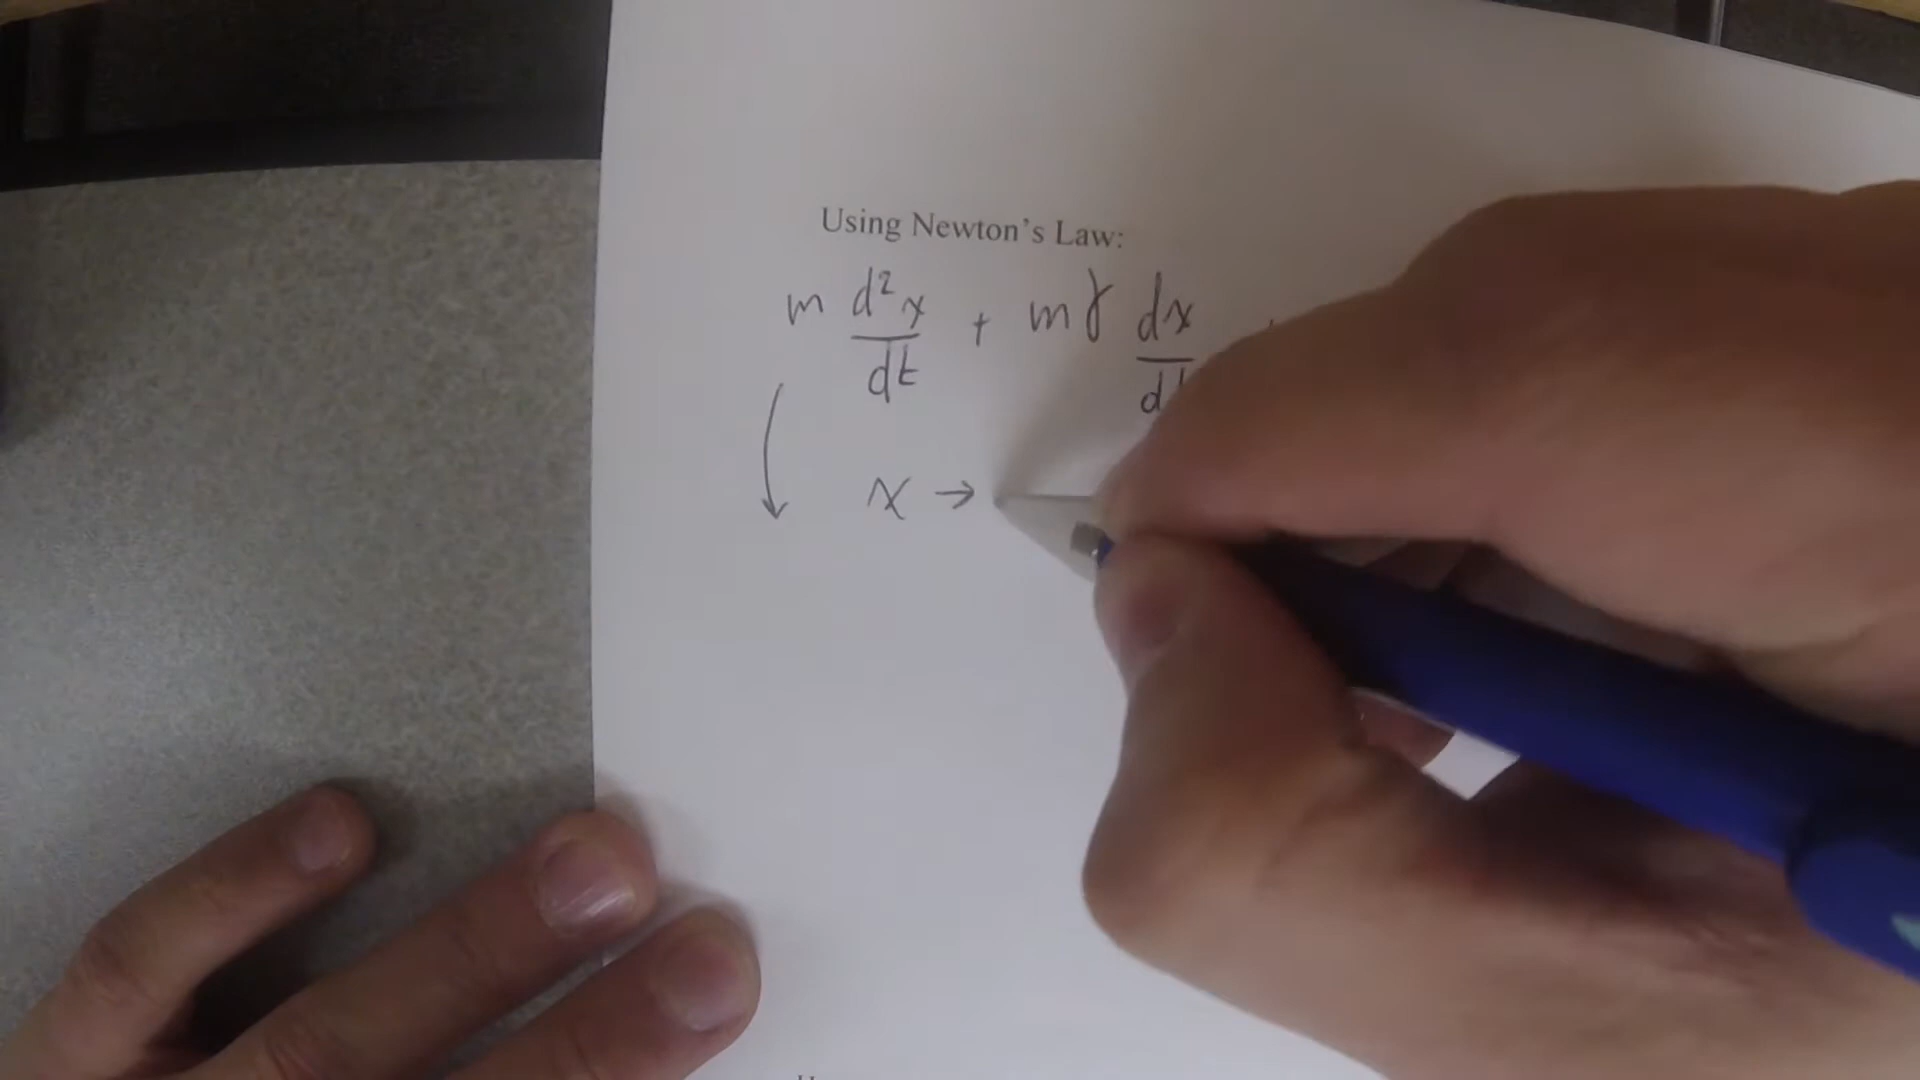 Using Newton's Law:
m d²x/dt + mγ dx/d
x →